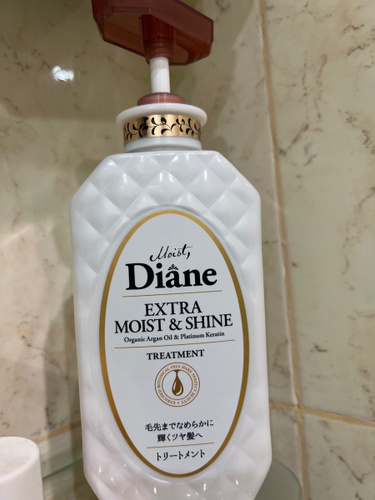 Moist,
Diane
EXTRA
MOIST & SHINE
Organic Argan Oil & Platinum Keratin
TREATMENT
毛先までなめらかに
輝くツヤ髪へ
トリートメント